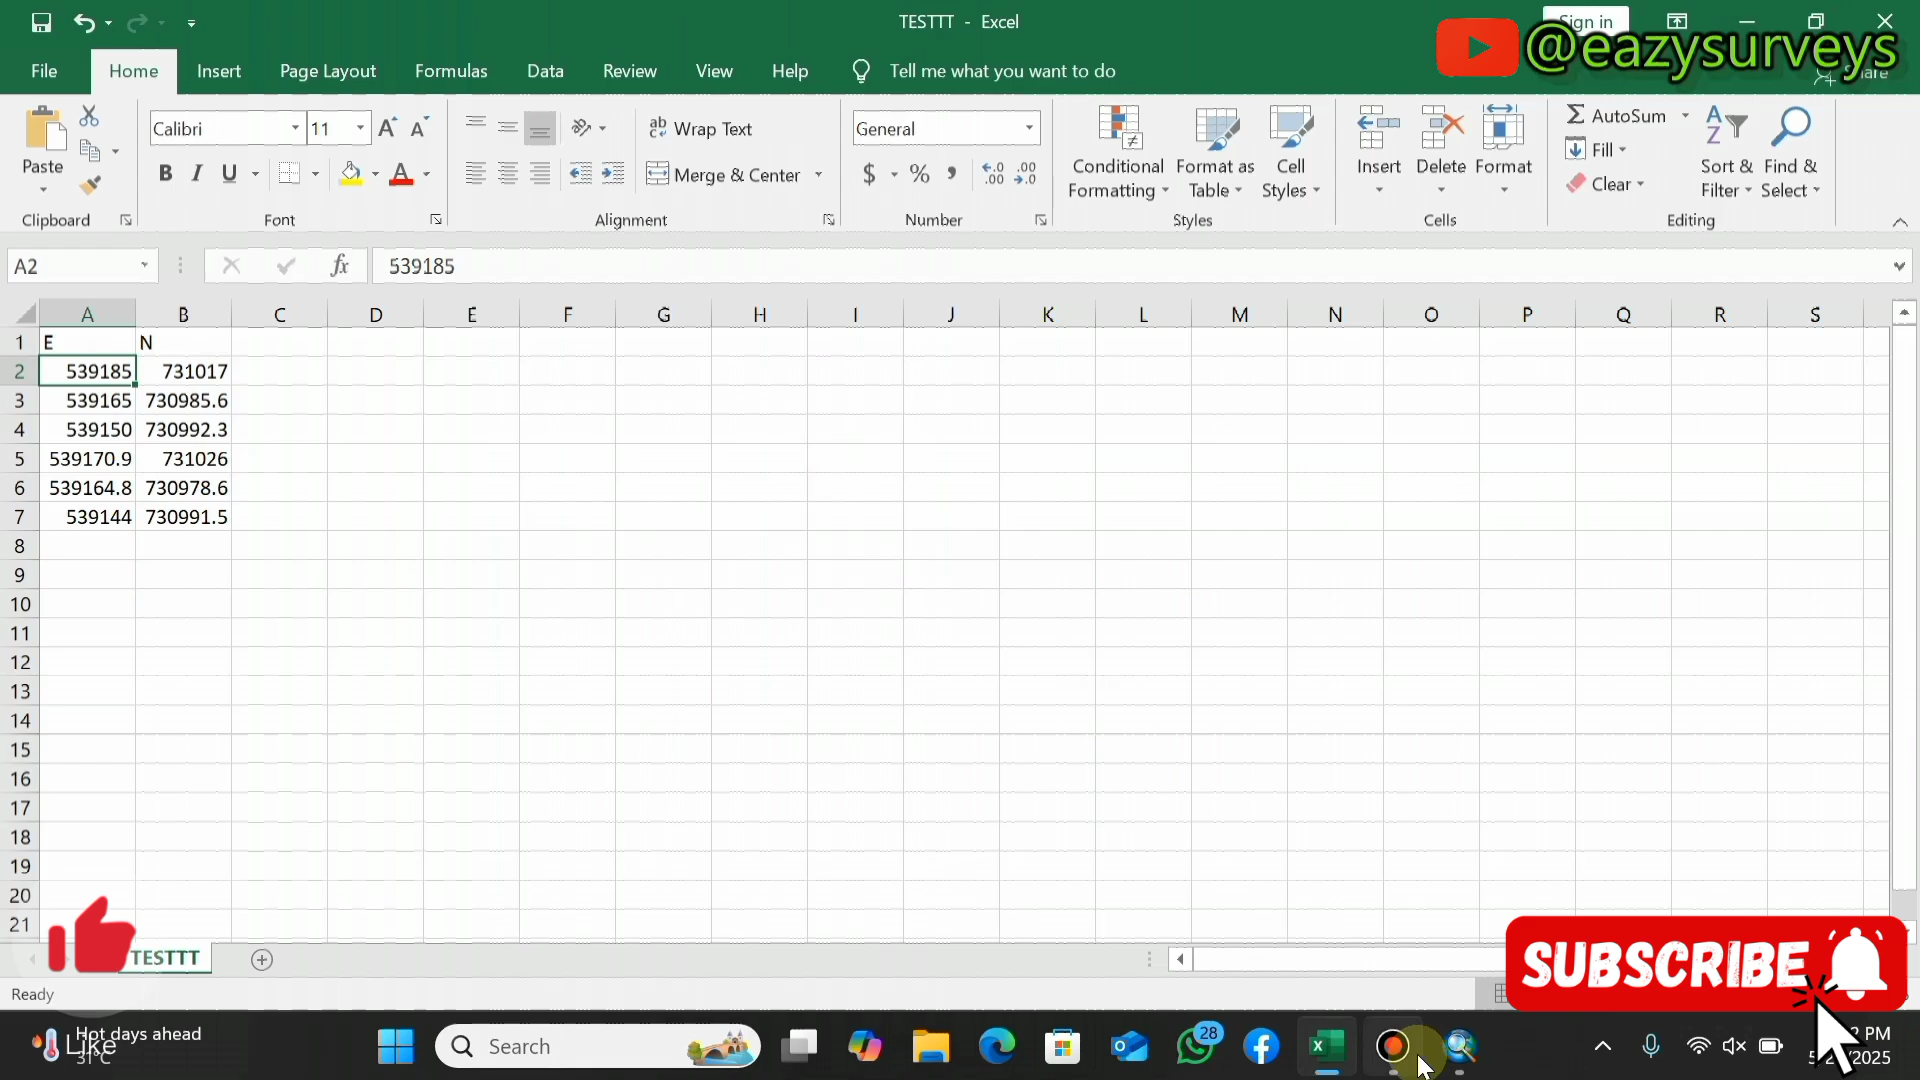 TESTTT - Excel
Sign in
@eazysurveys
File Home Insert Page Layout Formulas Data Review View Help Tell me what you want to do
Calibri 11 Wrap Text General
Paste Merge & Center
Conditional Formatting Format as Table Cell Styles
Insert Delete Format
AutoSum Fill Clear
Sort & Filter Find & Select
Clipboard Font Alignment Number Styles Cells Editing
A2 fx 539185
A B C D E F G H I J K L M N O P Q R S
1 E N
2 539185 731017
3 539165 730985.6
4 539150 730992.3
5 539170.9 731026
6 539164.8 730978.6
7 539144 730991.5
8
9
10
11
12
13
14
15
16
17
18
19
20
21
TESTTT
SUBSCRIBE
Ready
Hot days ahead
31°C
Like
Search
28
PM
2025